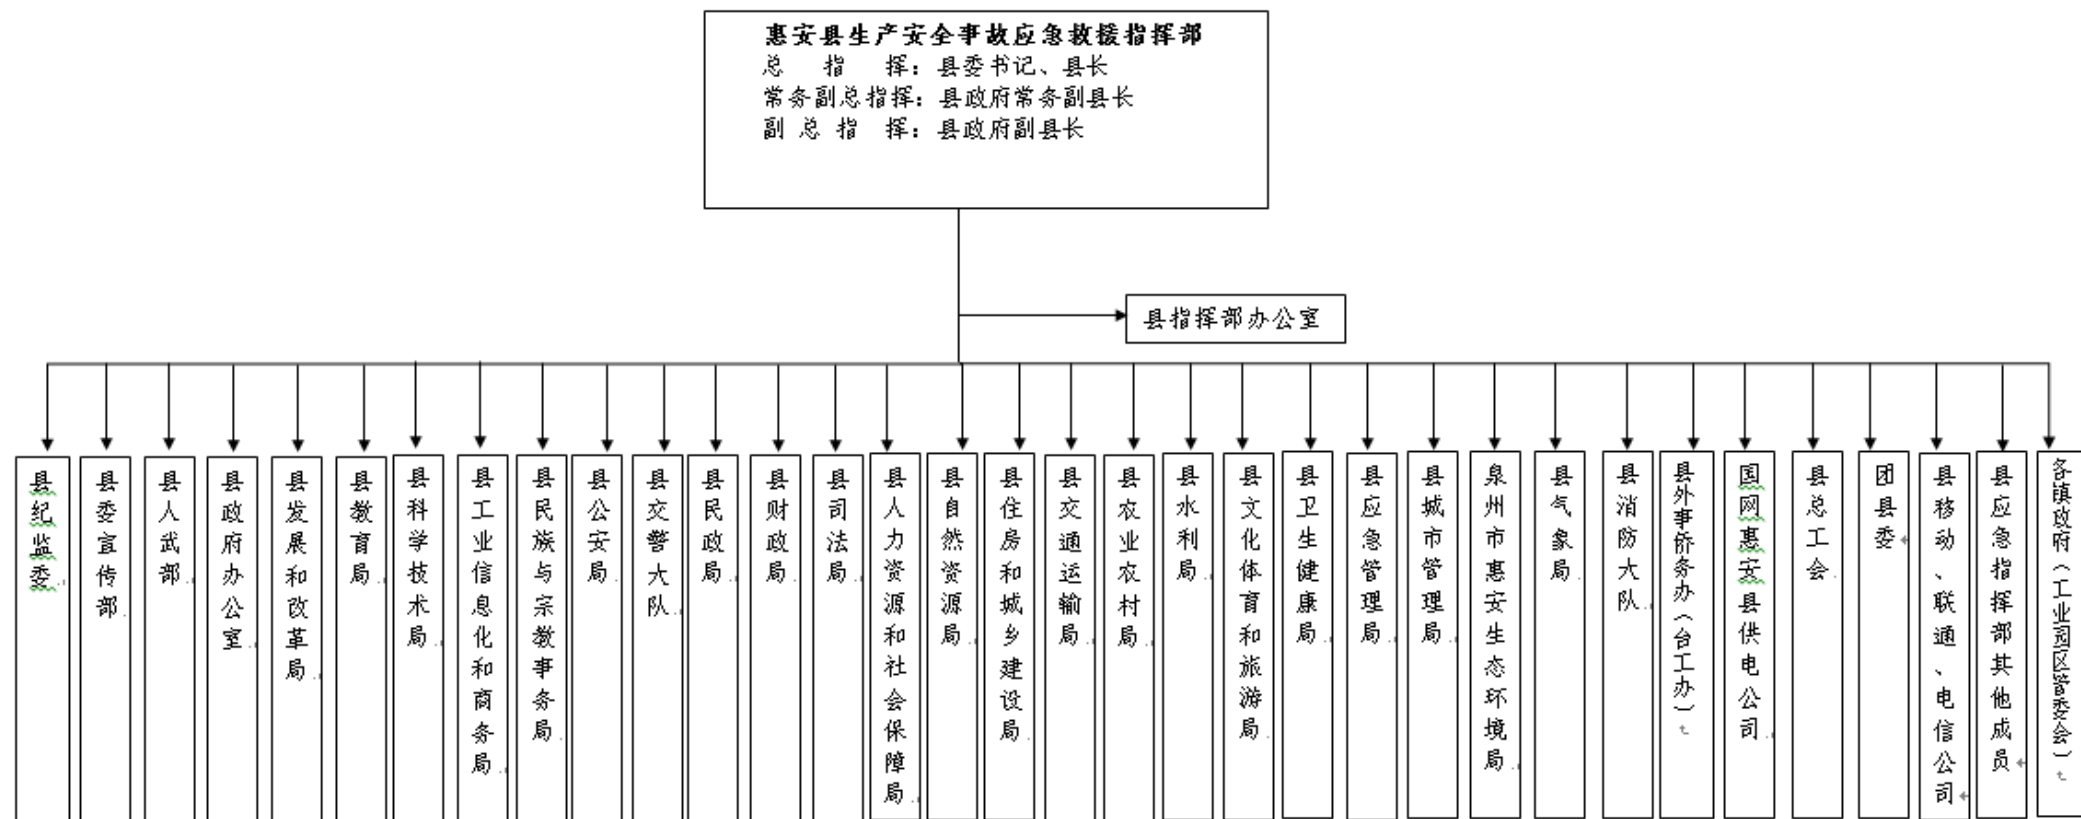 惠安县生产安全事故应急救援指挥部
总 指 挥：县委书记、县长
常务副总指挥：县政府常务副县长
副 总 指 挥：县政府副县长
县指挥部办公室
县纪监委
县委宣传部
县人武部
县政府办公室
县发展和改革局
县教育局
县科学技术局
县工业信息化和商务局
县民族与宗教事务局
县公安局
县交警大队
县民政局
县财政局
县司法局
县人力资源和社会保障局
县自然资源局
县住房和城乡建设局
县交通运输局
县农业农村局
县水利局
县文化体育和旅游局
县卫生健康局
县应急管理局
县城市管理局
泉州市惠安生态环境局
县气象局
县消防大队
县外事侨务办（台工办）
国网惠安县供电公司
县总工会
团县委
县移动、联通、电信公司
县应急指挥部其他成员
各镇政府（工业园区管委会）